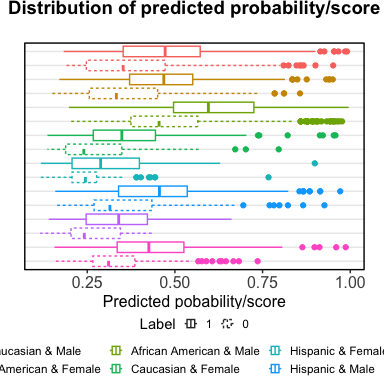 Distribution of predicted probability/score
0.25 0.50 0.75 1.00
Predicted pobability/score
Label 1 0
ucasian & Male African American & Male Hispanic & Female
American & Female Caucasian & Female Hispanic & Male